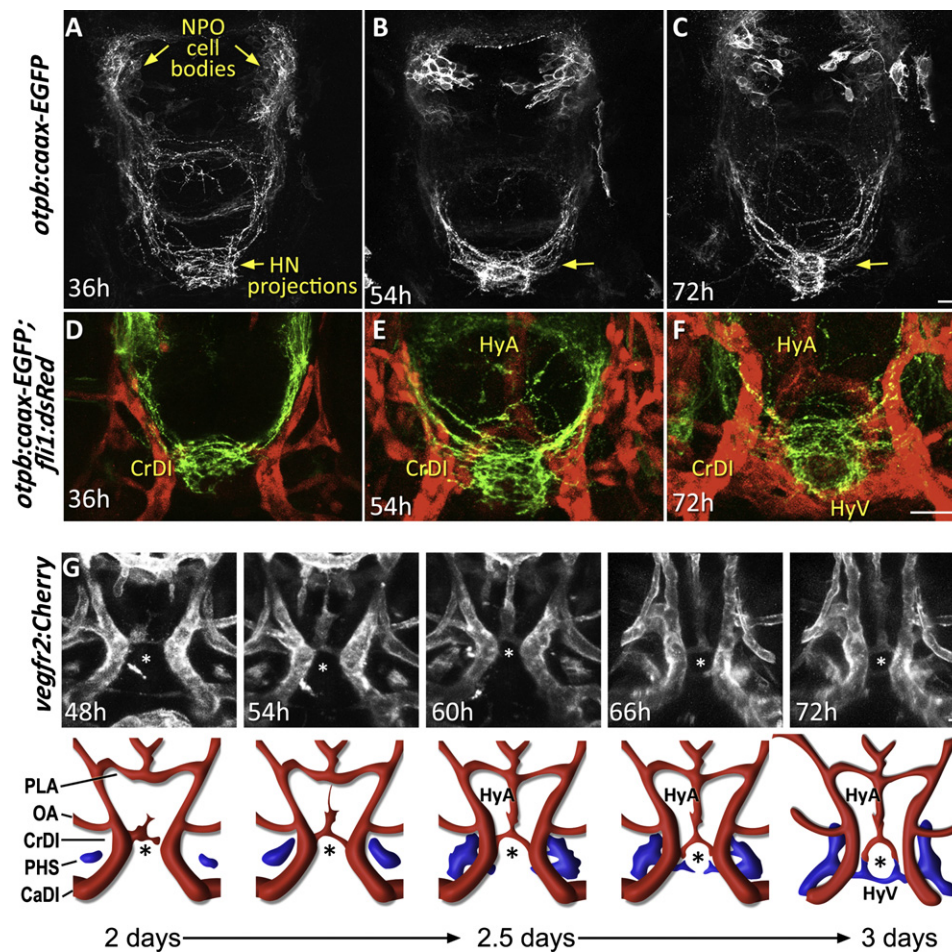 otpb:caax-EGFP
A
NPO
cell
bodies
HN
projections
36h
B
54h
C
72h
otpb:caax-EGFP;
fli1:dsRed
D
CrDI
36h
E
HyA
CrDI
54h
F
HyA
CrDI
HyV
72h
vegfr2:Cherry
G
*
48h
*
54h
*
60h
*
66h
*
72h
PLA
OA
CrDI
PHS
CaDI
*
*
HyA
*
HyA
*
HyA
*
HyV
2 days
2.5 days
3 days